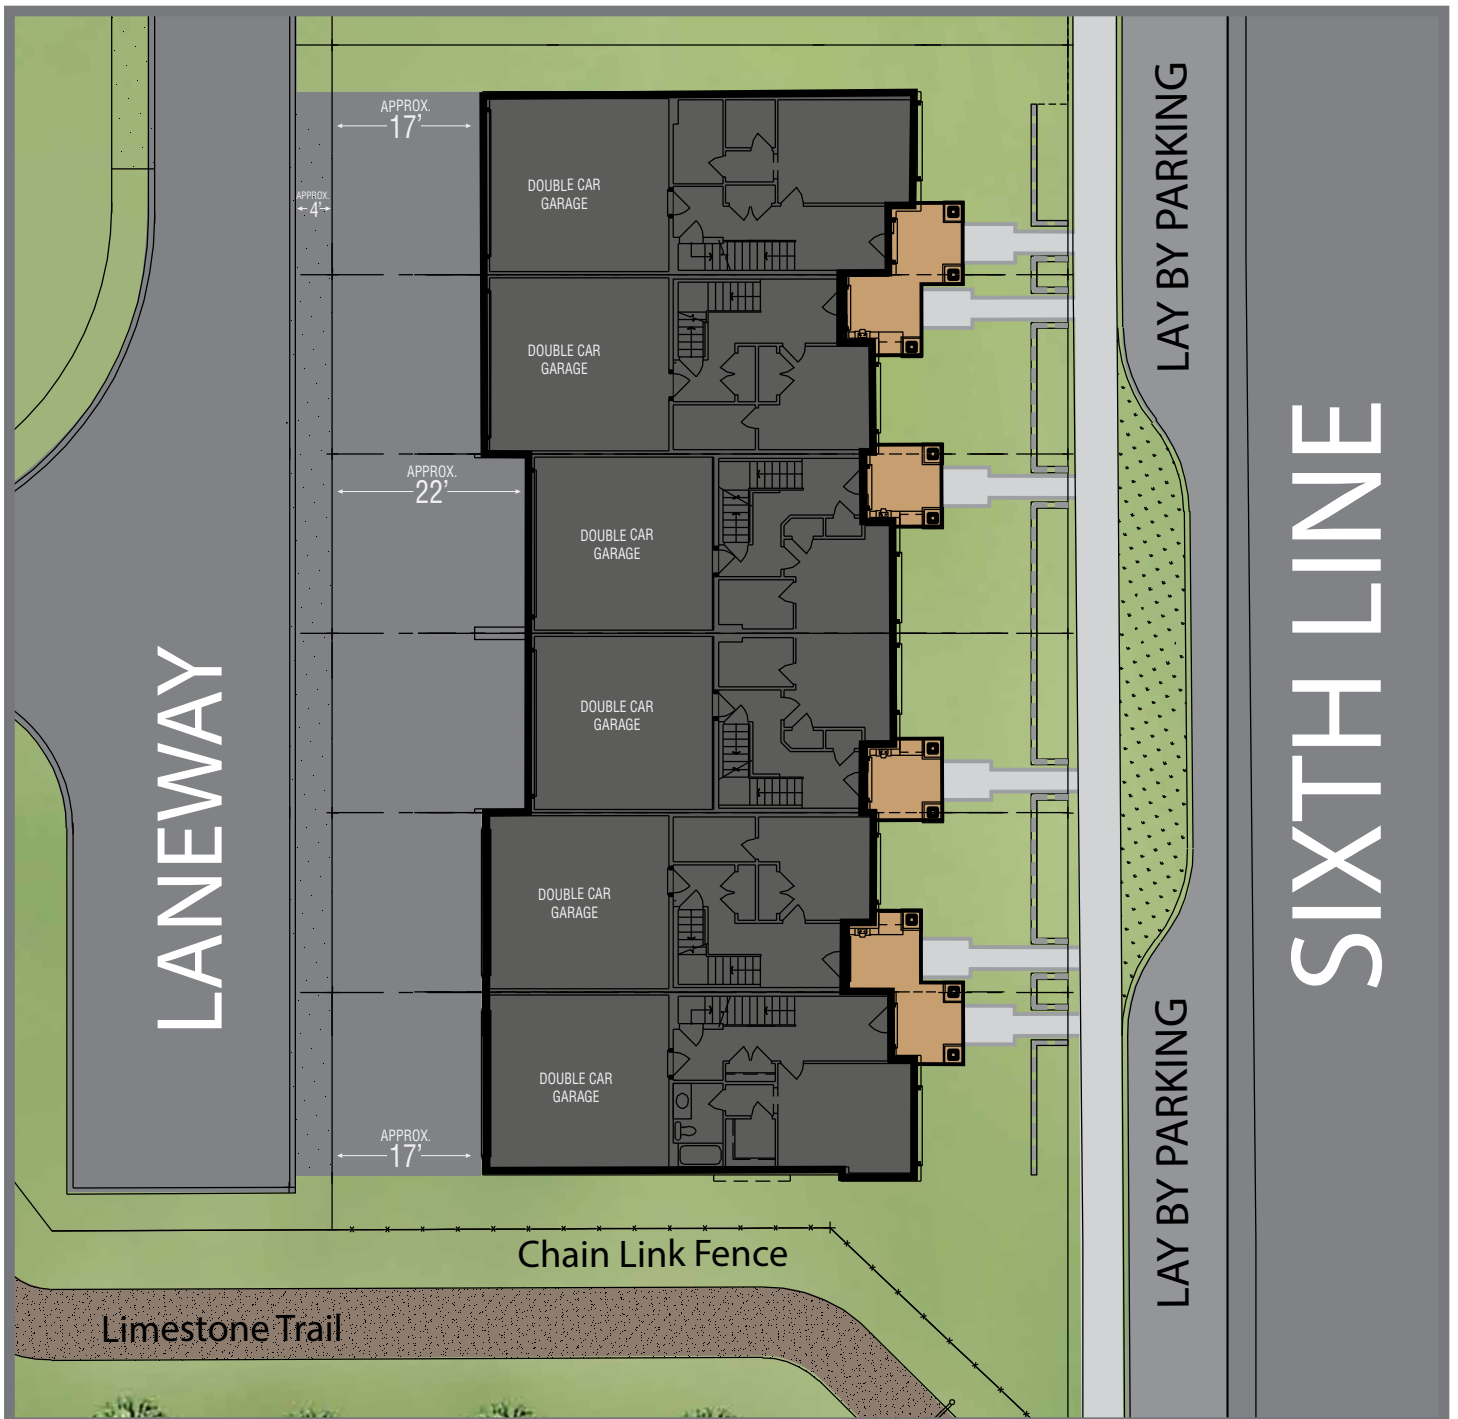 APPROX.
17'
LAY BY PARKING
DOUBLE CAR
GARAGE
APPROX.
4'
DOUBLE CAR
GARAGE
APPROX.
22'
SIXTH LINE
DOUBLE CAR
GARAGE
LANEWAY
DOUBLE CAR
GARAGE
DOUBLE CAR
GARAGE
LAY BY PARKING
DOUBLE CAR
GARAGE
APPROX.
17'
Chain Link Fence
Limestone Trail